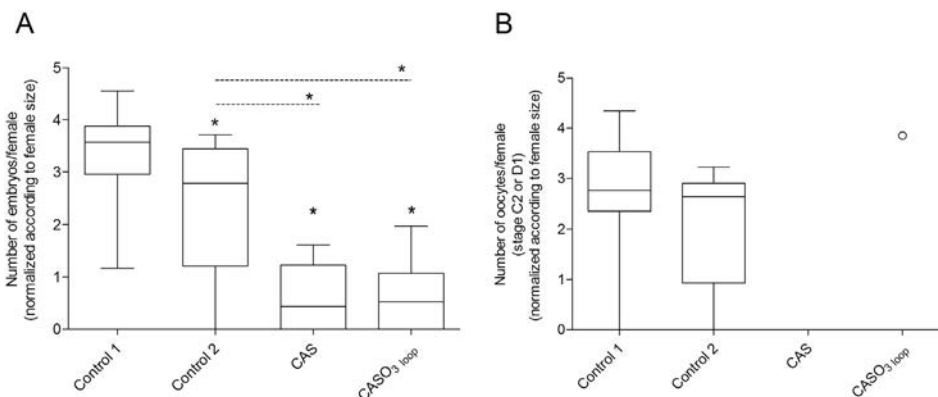 A
Number of embryos/female
(normalized according to female size)
5
4
3
2
1
0
*
*
*
*
*
Control 1
Control 2
CAS
CASO3 loop
B
Number of oocytes/female
(stage C2 or D1)
(normalized according to female size)
5
4
3
2
1
0
Control 1
Control 2
CAS
CASO3 loop